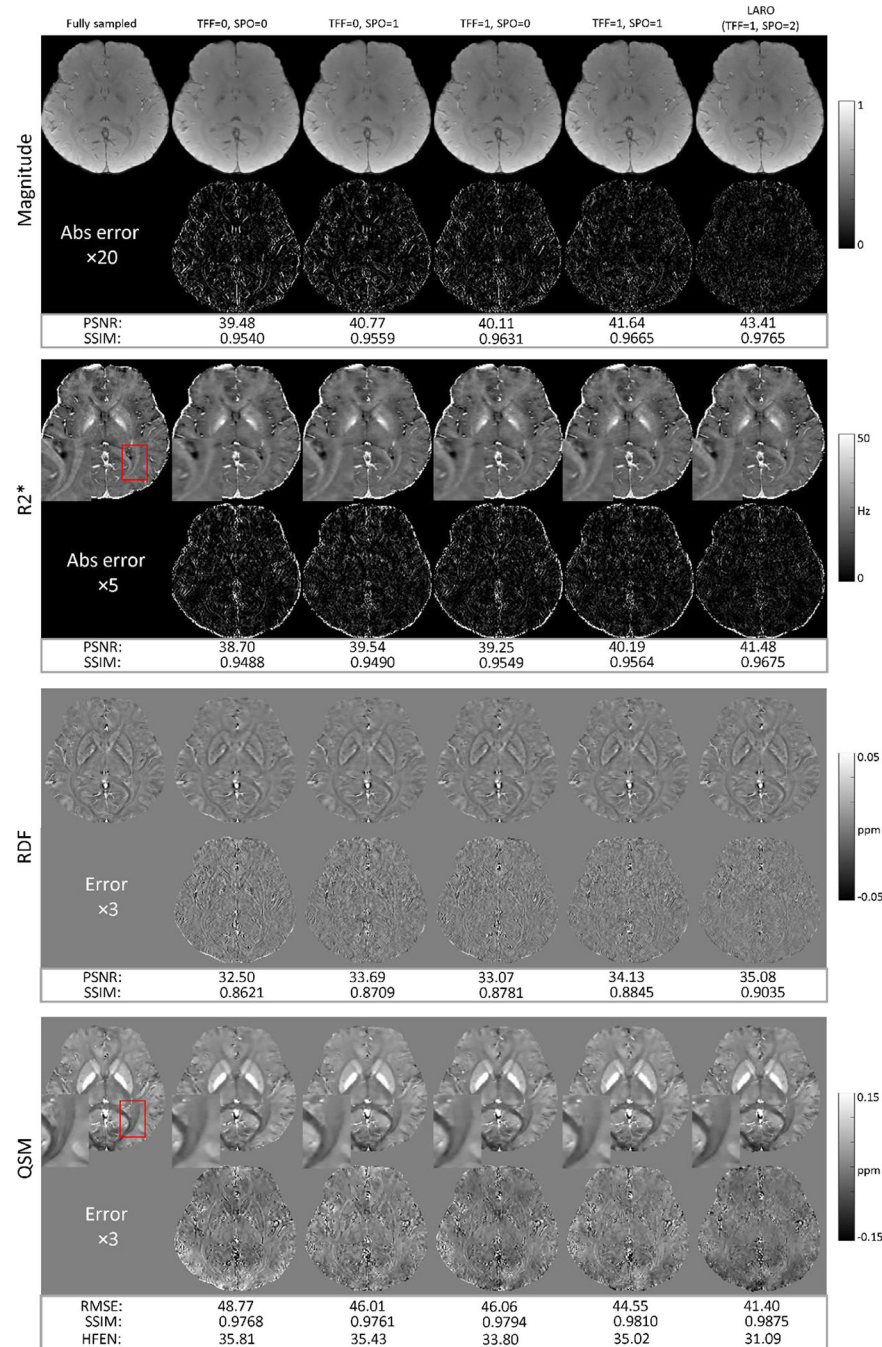 Fully sampled TFF=0, SPO=0 TFF=0, SPO=1 TFF=1, SPO=0 TFF=1, SPO=1 LARO
(TFF=1, SPO=2)
Magnitude
1
0
Abs error
×20
PSNR: 39.48 40.77 40.11 41.64 43.41
SSIM: 0.9540 0.9559 0.9631 0.9665 0.9765
R2*
50
Hz
0
Abs error
×5
PSNR: 38.70 39.54 39.25 40.19 41.48
SSIM: 0.9488 0.9490 0.9549 0.9564 0.9675
RDF
0.05
ppm
-0.05
Error
×3
PSNR: 32.50 33.69 33.07 34.13 35.08
SSIM: 0.8621 0.8709 0.8781 0.8845 0.9035
QSM
0.15
ppm
-0.15
Error
×3
RMSE: 48.77 46.01 46.06 44.55 41.40
SSIM: 0.9768 0.9761 0.9794 0.9810 0.9875
HFEN: 35.81 35.43 33.80 35.02 31.09